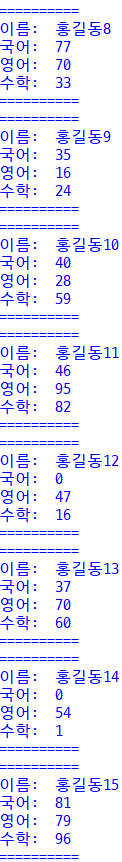 ==========
이름:  홍길동8
국어:  77
영어:  70
수학:  33
==========
==========
이름:  홍길동9
국어:  35
영어:  16
수학:  24
==========
==========
이름:  홍길동10
국어:  40
영어:  28
수학:  59
==========
==========
이름:  홍길동11
국어:  46
영어:  95
수학:  82
==========
==========
이름:  홍길동12
국어:  0
영어:  47
수학:  16
==========
==========
이름:  홍길동13
국어:  37
영어:  70
수학:  60
==========
==========
이름:  홍길동14
국어:  0
영어:  54
수학:  1
==========
==========
이름:  홍길동15
국어:  81
영어:  79
수학:  96
==========